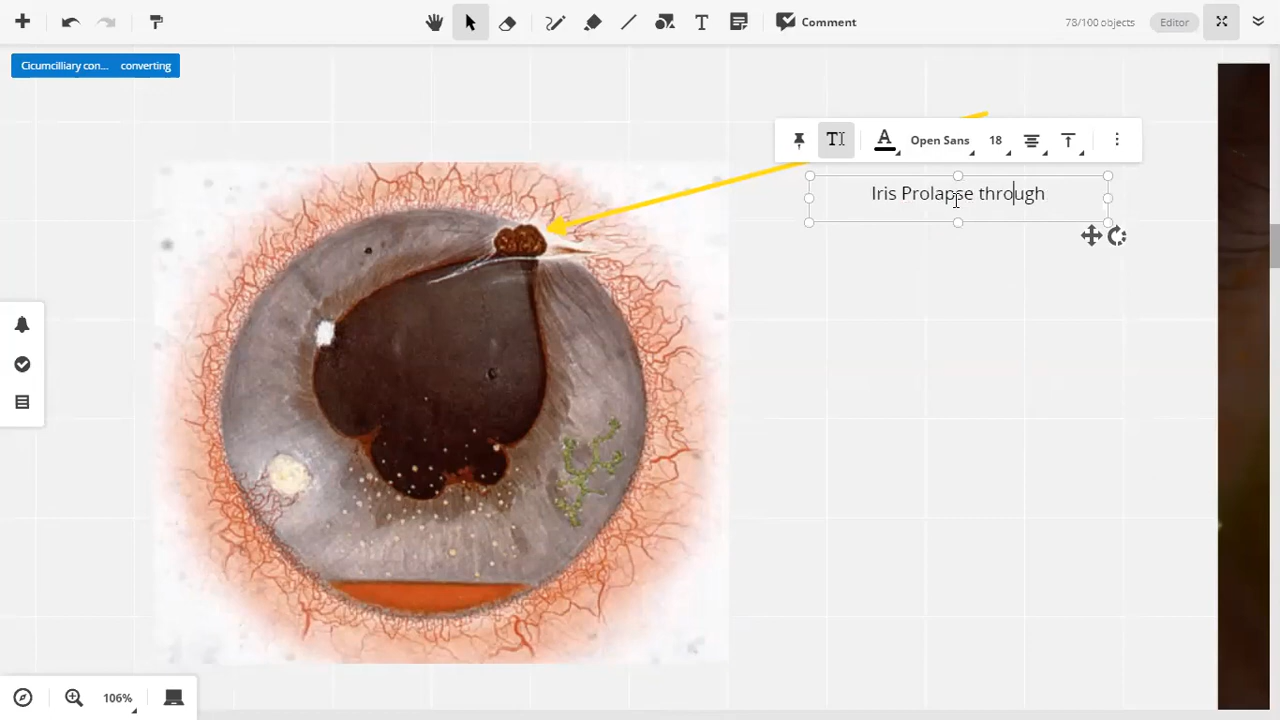 Comment
78/100 objects
Editor
Cicumcilliary con...
converting
T
A
Open Sans
18
Iris Prolapse through
106%